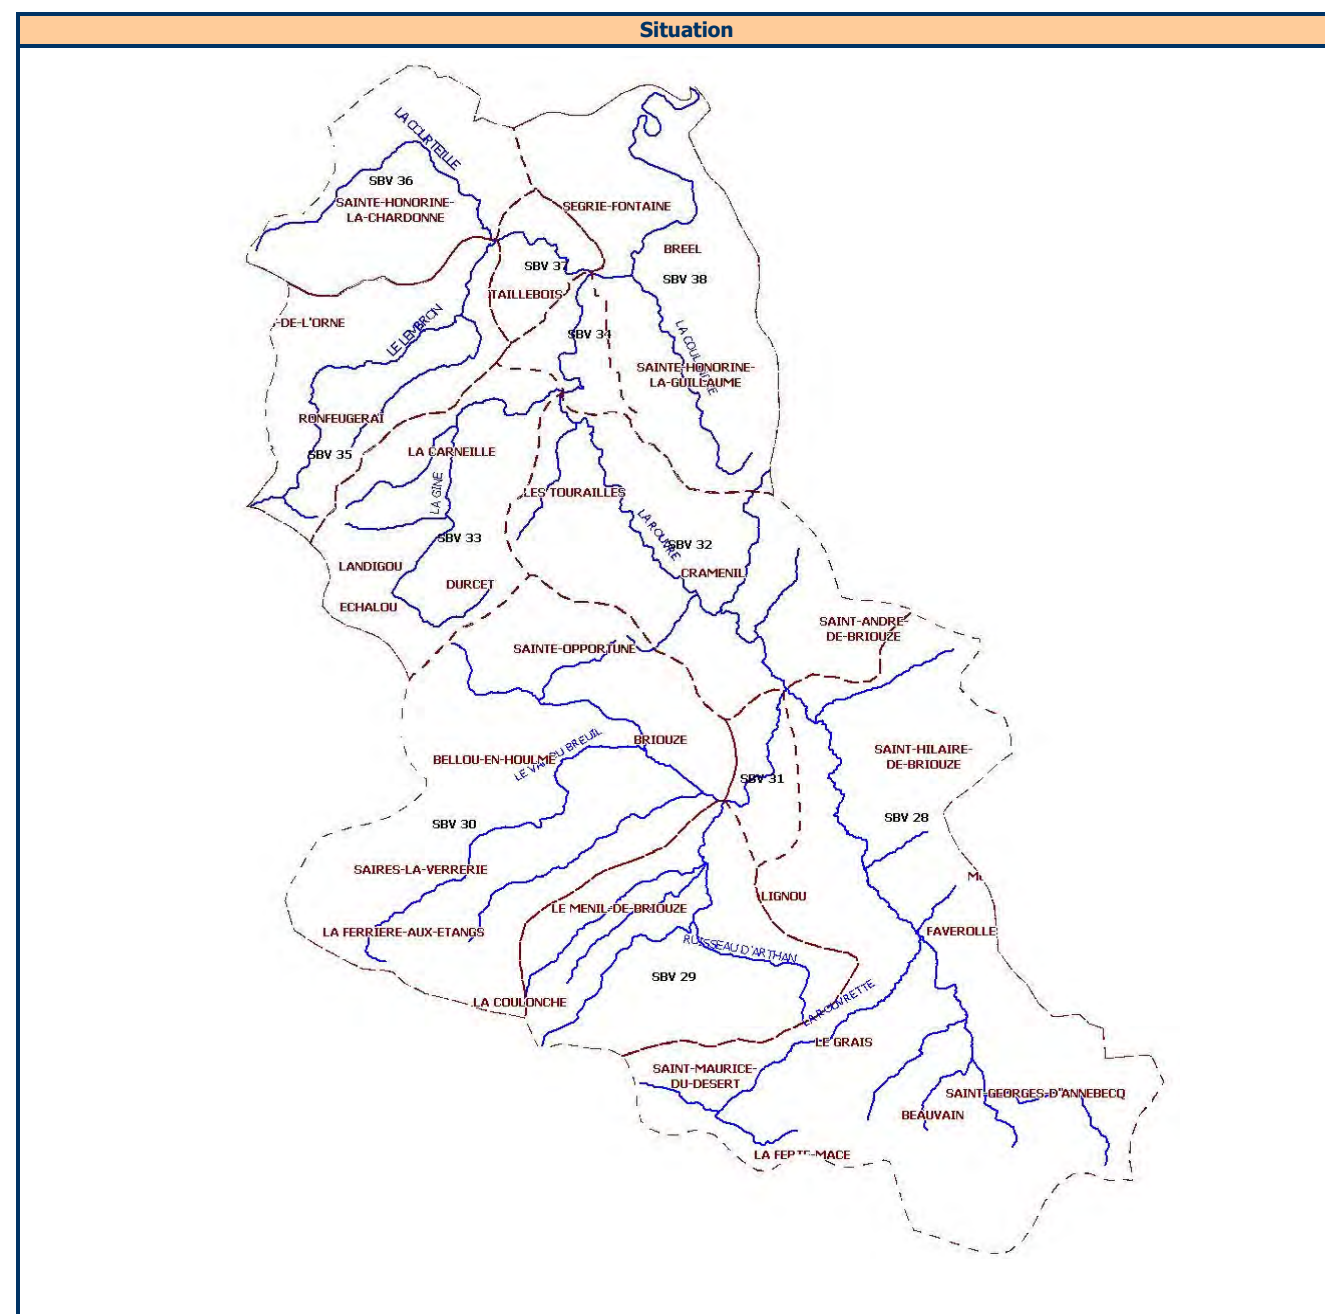 Situation
LA COURTEILLE
SBV 36
SAINTE-HONORINE-
LA-CHARDONNE
SEGRIE-FONTAINE
BREEL
SBV 37
SBV 38
TAILLEBOIS
-DE-L'ORNE
LE LEMBRON
SBV 34
SAINTE-HONORINE-
LA-GUILLAUME
RONFEUGERAI
SBV 35
LA CARNEILLE
LA GINE
LES TOURAILLES
LA ROUVRE
SBV 33
SBV 32
LANDIGOU
CRAMENIL
DURCET
ECHALOU
SAINT-ANDRE-
DE-BRIOUZE
SAINTE-OPPORTUNE
BRIOUZE
SAINT-HILAIRE-
DE-BRIOUZE
BELLOU-EN-HOULME
LE VAL DU BREUIL
SBV 31
SBV 30
SBV 28
SAIRES-LA-VERRERIE
LIGNOU
LE MENIL-DE-BRIOUZE
LA FERRIERE-AUX-ETANGS
FAVEROLLE
RUISSEAU D'ARTHAN
SBV 29
LA COULONCHE
LA ROUVRETTE
LE GRAIS
SAINT-MAURICE-
DU-DESERT
SAINT-GEORGES-D"ANNEBECQ
BEAUVAIN
LA FERTE-MACE